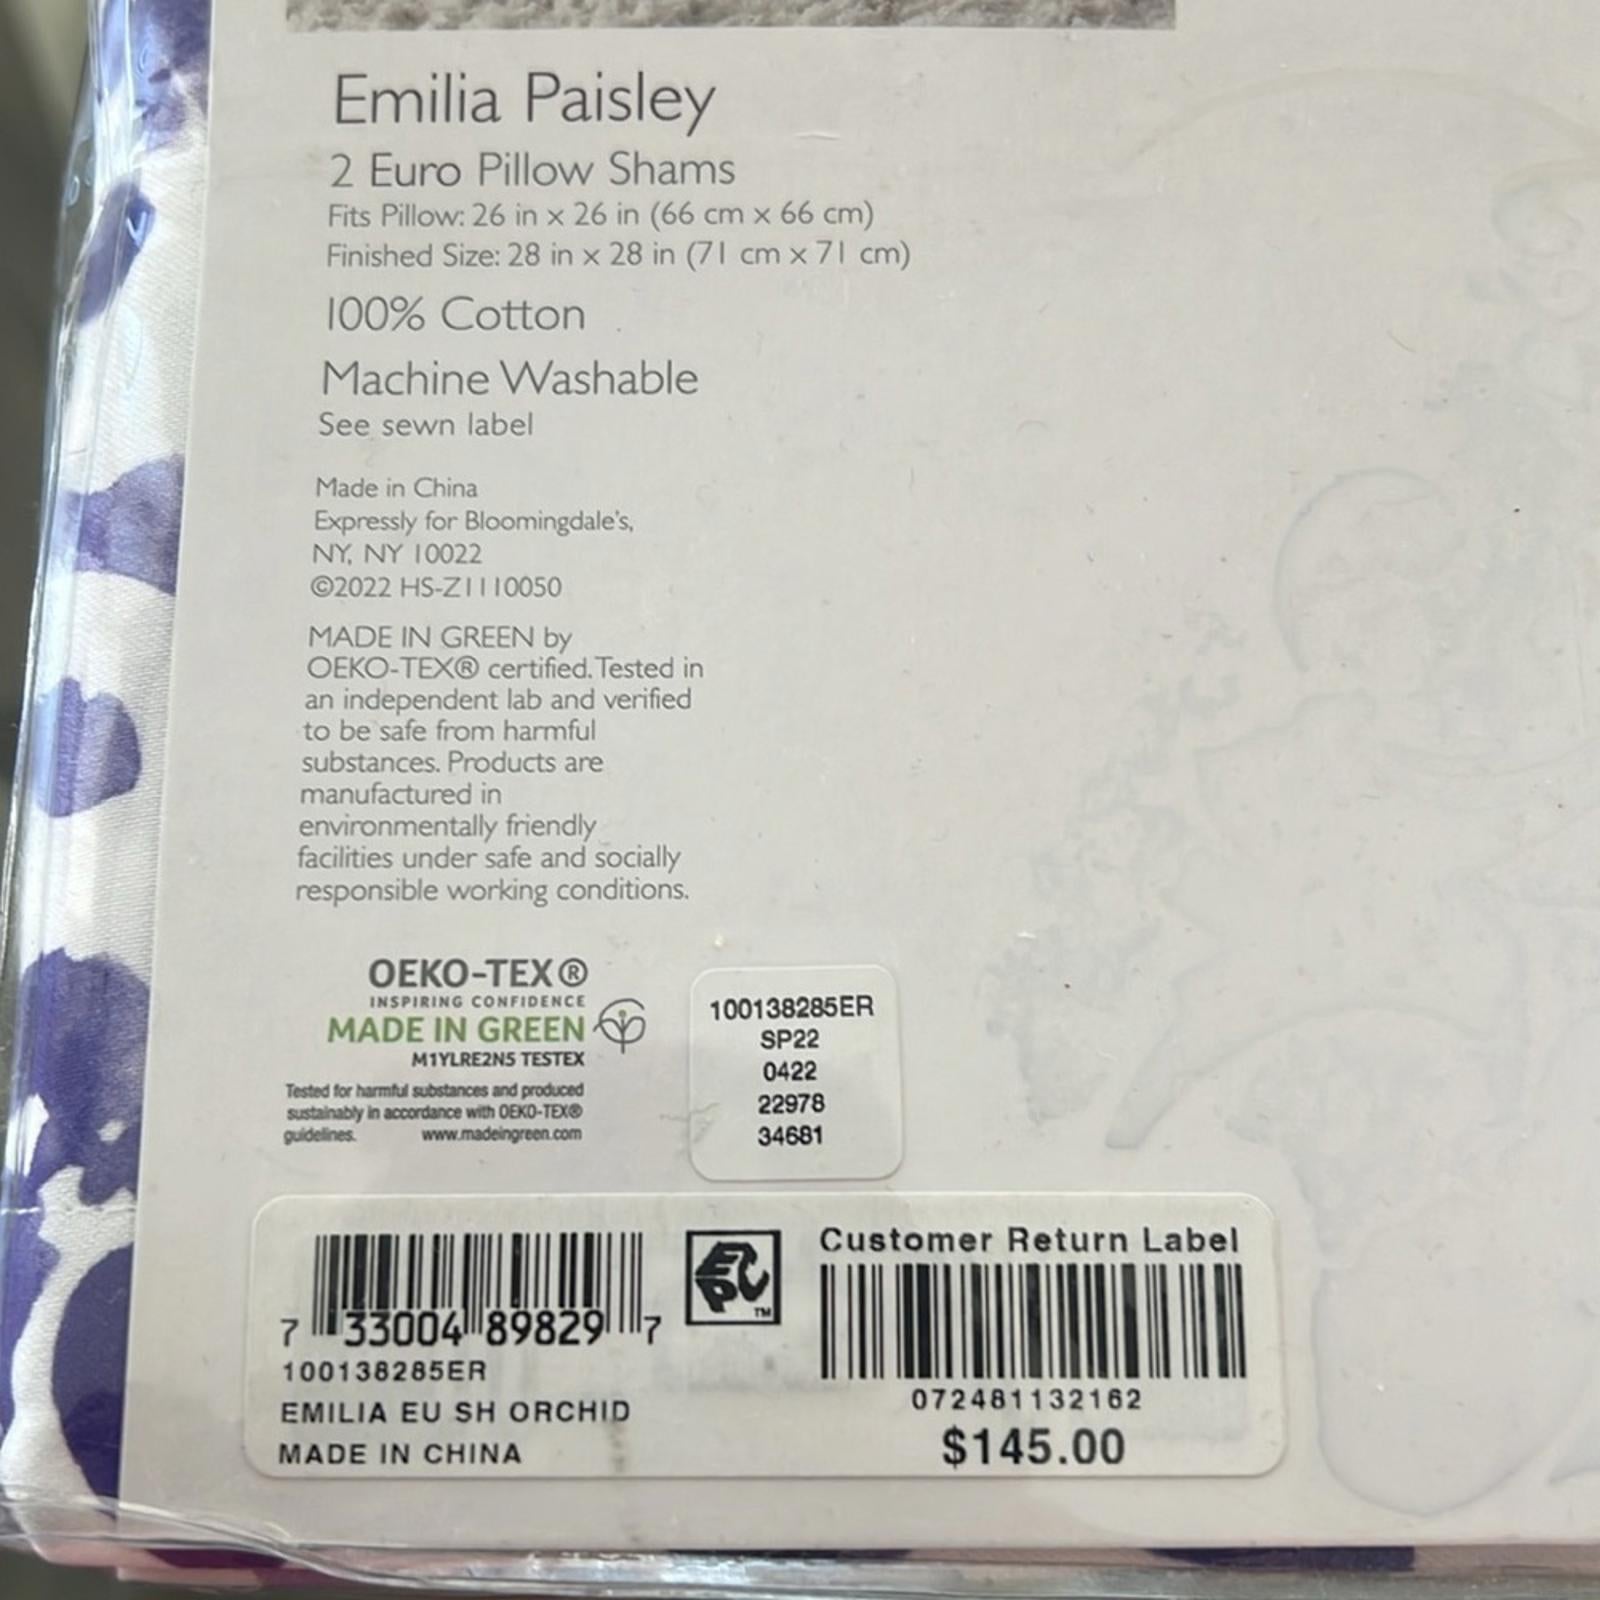 Emilia Paisley
2 Euro Pillow Shams
Fits Pillow: 26 in x 26 in (66 cm x 66 cm)
Finished Size: 28 in x 28 in (71 cm x 71 cm)
100% Cotton
Machine Washable
See sewn label
Made in China
Expressly for Bloomingdale's,
NY, NY 10022
©2022 HS-Z1110050
MADE IN GREEN by
OEKO-TEX® certified. Tested in
an independent lab and verified
to be safe from harmful
substances. Products are
manufactured in
environmentally friendly
facilities under safe and socially
responsible working conditions.
OEKO-TEX®
INSPIRING CONFIDENCE
MADE IN GREEN
M1YLRE2N5 TESTEX
Tested for harmful substances and produced
sustainably in accordance with OEKO-TEX®
guidelines. www.madeingreen.com
100138285ER
SP22
0422
22978
34681
7 33004 89829 7
100138285ER
EMILIA EU SH ORCHID
MADE IN CHINA
EPC™
Customer Return Label
072481132162
$145.00